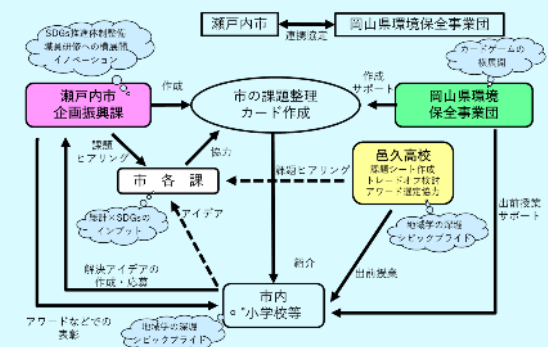 瀬戸内市
岡山県環境保全事業団
連携協定
SDGs推進体制整備
職員研修への横展開
イノベーション
カードゲームの
横展開
瀬戸内市
企画振興課
作成
市の課題整理
カード作成
作成
サポート
岡山県環境
保全事業団
課題
ヒアリング
協力
市 各課
課題ヒアリング
邑久高校
課題シート作成
トレードオフ検討
アワード選定協力
総計×SDGsの
インプット
アイデア
地域学の深堀
シビックプライド
出前授業
サポート
解決アイデアの
作成・応募
紹介
出前授業
市内
小学校等
アワードなどでの
表彰
地域学の深堀
シビックプライド